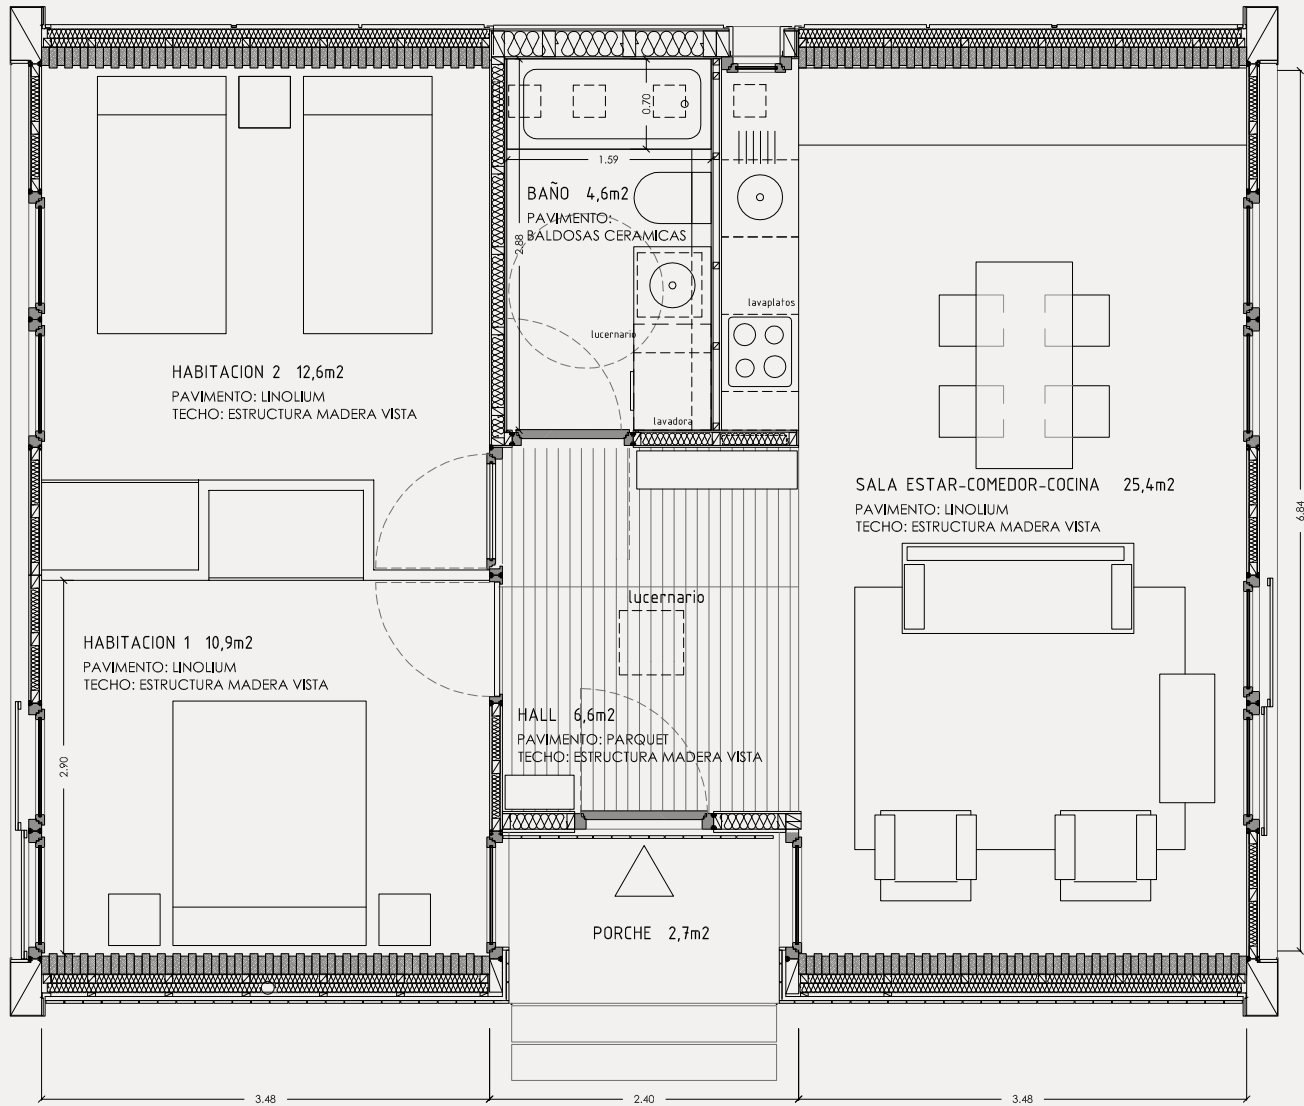 0.70
1.59
BAÑO 4,6m2
PAVIMENTO:
BALDOSAS CERAMICAS
2.88
lavaplatos
lucernario
lavadora
HABITACION 2 12,6m2
PAVIMENTO: LINOLIUM
TECHO: ESTRUCTURA MADERA VISTA
SALA ESTAR-COMEDOR-COCINA 25,4m2
PAVIMENTO: LINOLIUM
TECHO: ESTRUCTURA MADERA VISTA
6.84
lucernario
HABITACION 1 10,9m2
PAVIMENTO: LINOLIUM
TECHO: ESTRUCTURA MADERA VISTA
2.90
HALL 6,6m2
PAVIMENTO: PARQUET
TECHO: ESTRUCTURA MADERA VISTA
PORCHE 2,7m2
3.48
2.40
3.48